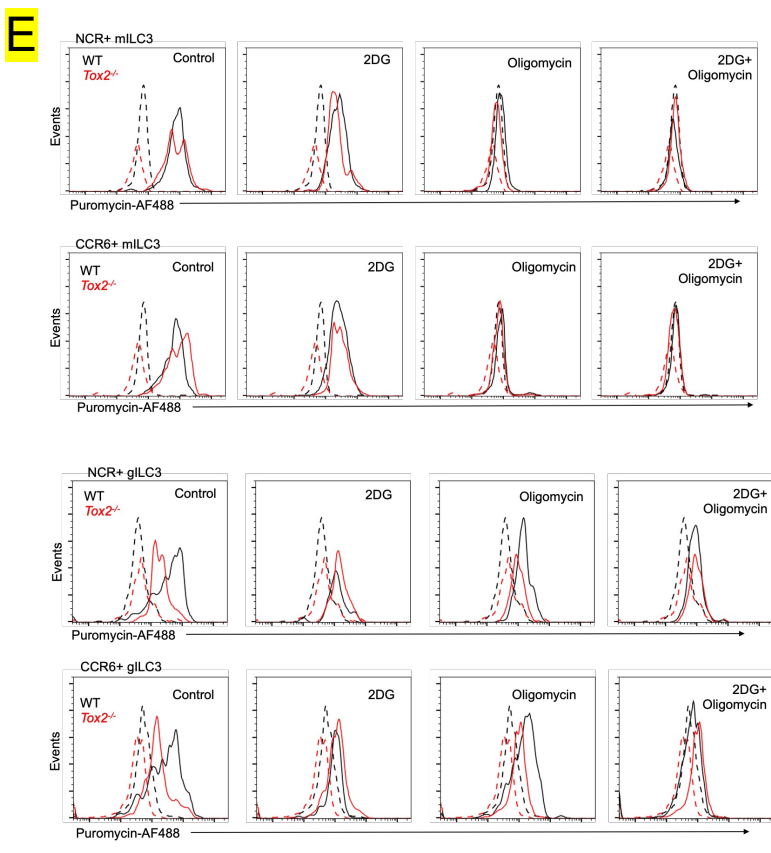 E
NCR+ mILC3
WT
Tox2-/-
Control
2DG
Oligomycin
2DG+
Oligomycin
Events
Puromycin-AF488
CCR6+ mILC3
WT
Tox2-/-
Control
2DG
Oligomycin
2DG+
Oligomycin
Events
Puromycin-AF488
NCR+ gILC3
WT
Tox2-/-
Control
2DG
Oligomycin
2DG+
Oligomycin
Events
Puromycin-AF488
CCR6+ gILC3
WT
Tox2-/-
Control
2DG
Oligomycin
2DG+
Oligomycin
Events
Puromycin-AF488